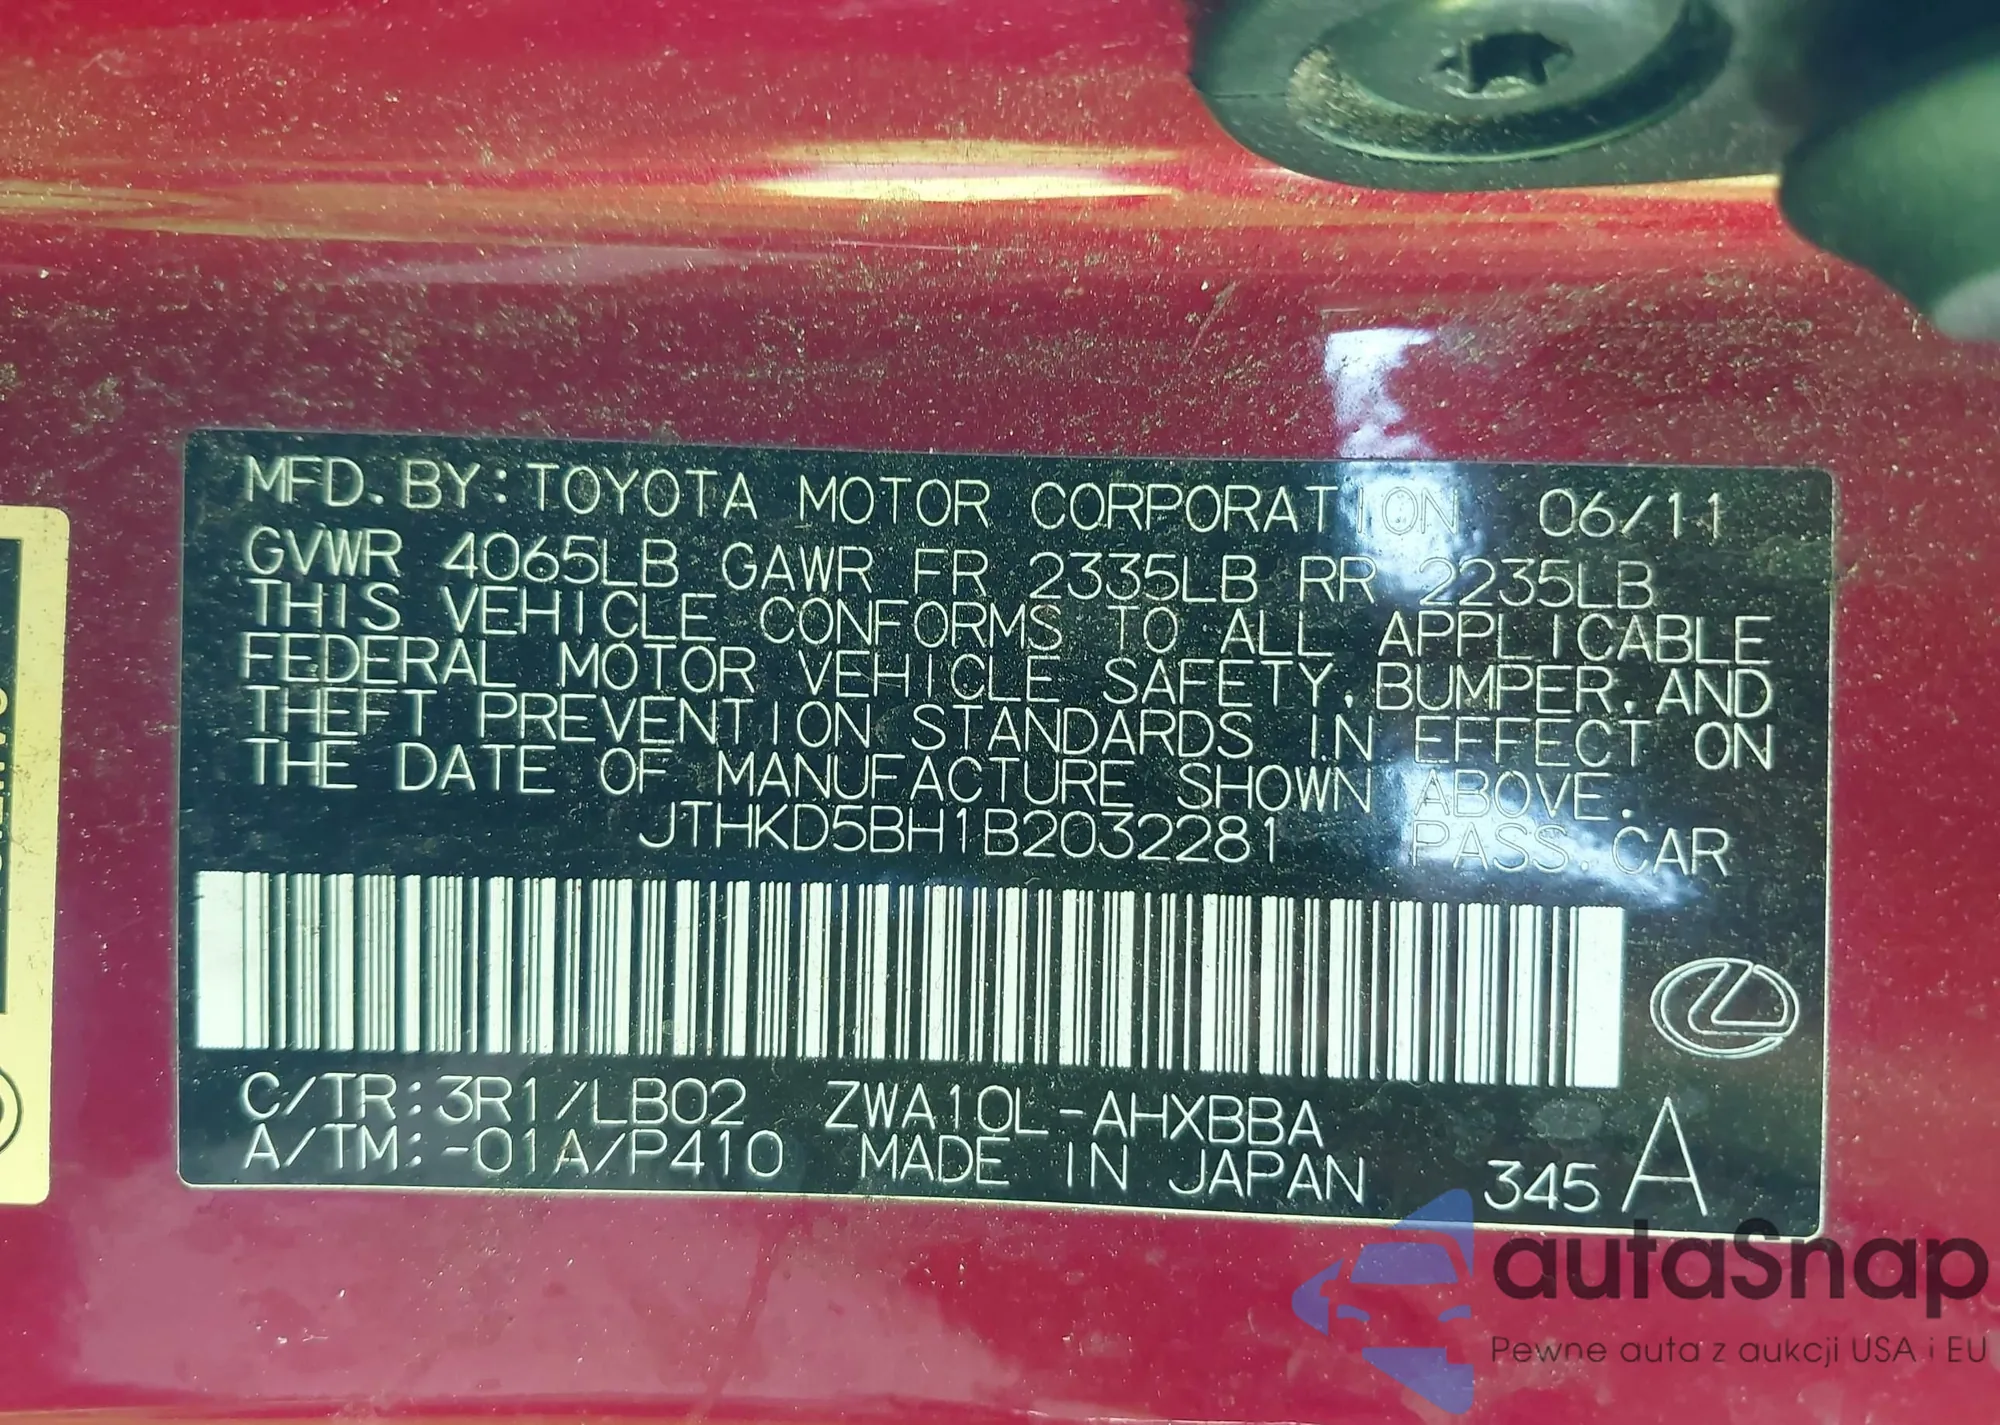 MFD. BY: TOYOTA MOTOR CORPORATION 06/11
GVWR 4065LB GAWR FR 2335LB RR 2235LB
THIS VEHICLE CONFORMS TO ALL APPLICABLE
FEDERAL MOTOR VEHICLE SAFETY, BUMPER, AND
THEFT PREVENTION STANDARDS IN EFFECT ON
THE DATE OF MANUFACTURE SHOWN ABOVE.
JTHKD5BH1B2032281 PASS. CAR
C/TR: 3R1/LB02 ZWA10L-AHXBBA
A/TM: -01A/P410 MADE IN JAPAN 345 A
autaSnap
Pewne auta z aukcji USA i EU